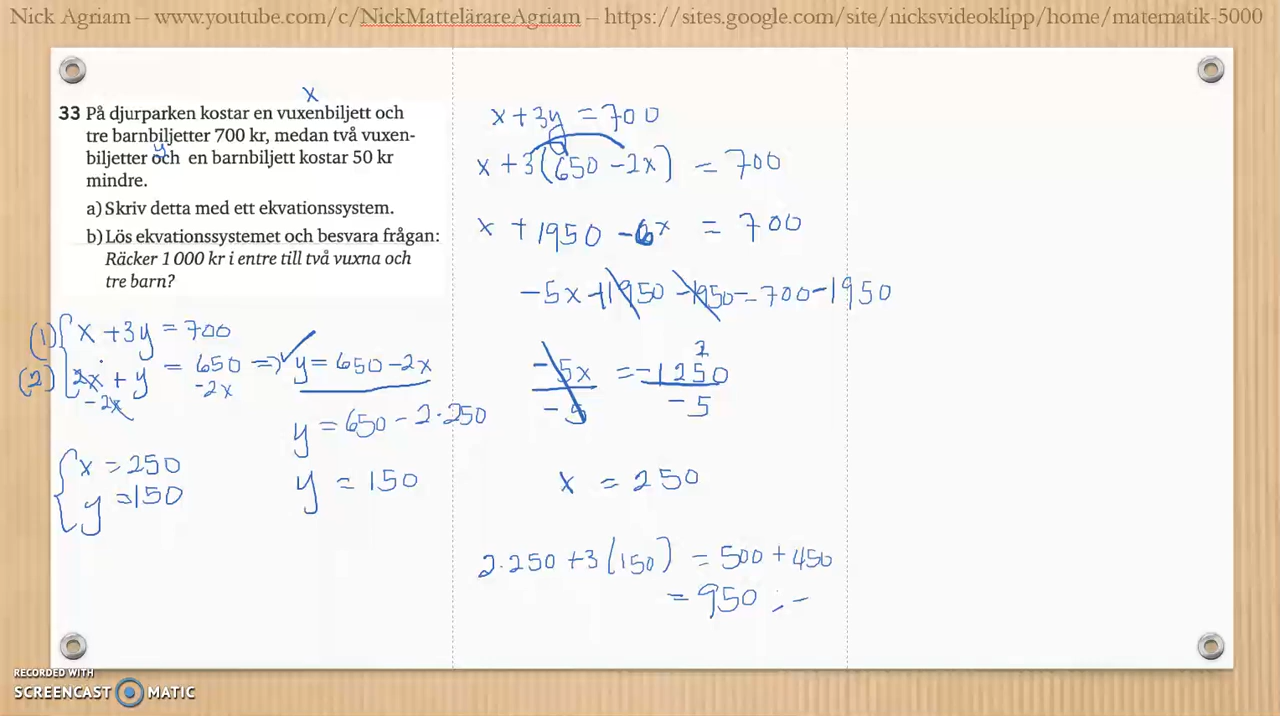 Nick Agriam – www.youtube.com/c/NickMattelärareAgriam – https://sites.google.com/site/nicksvideoklipp/home/matematik-5000
x
33 På djurparken kostar en vuxenbiljett och
tre barnbiljetter 700 kr, medan två vuxen-
y
biljetter och en barnbiljett kostar 50 kr
mindre.
a) Skriv detta med ett ekvationssystem.
b) Lös ekvationssystemet och besvara frågan:
Räcker 1 000 kr i entre till två vuxna och
tre barn?
(1) x + 3y = 700
(2) 2x + y = 650 => y = 650 - 2x
-2x -2x
y = 650 - 2·250
x = 250
y = 150
y = 150
x + 3y = 700
x + 3(650 - 2x) = 700
x + 1950 - 6x = 700
-5x + 1950 - 1950 = 700 - 1950
-5x = -1250
-5 -5
x = 250
2·250 + 3(150) = 500 + 450
= 950 ;-
RECORDED WITH
SCREENCAST MATIC